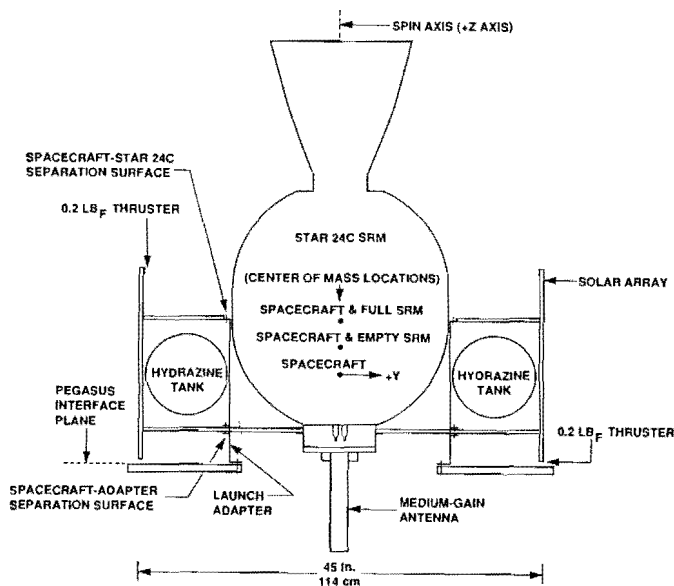 SPIN AXIS (+Z AXIS)
SPACECRAFT-STAR 24C
SEPARATION SURFACE
0.2 LBF THRUSTER
STAR 24C SRM
(CENTER OF MASS LOCATIONS)
SPACECRAFT & FULL SRM
SPACECRAFT & EMPTY SRM
SPACECRAFT
+Y
SOLAR ARRAY
HYDRAZINE
TANK
HYDRAZINE
TANK
PEGASUS
INTERFACE
PLANE
0.2 LBF THRUSTER
SPACECRAFT-ADAPTER
SEPARATION SURFACE
LAUNCH
ADAPTER
MEDIUM-GAIN
ANTENNA
45 in.
114 cm